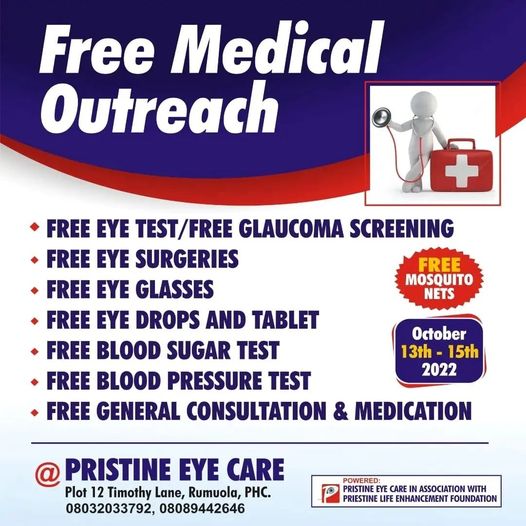 Free Medical
Outreach
FREE EYE TEST/FREE GLAUCOMA SCREENING
FREE EYE SURGERIES
FREE EYE GLASSES
FREE EYE DROPS AND TABLET
FREE BLOOD SUGAR TEST
FREE BLOOD PRESSURE TEST
FREE GENERAL CONSULTATION & MEDICATION
FREE
MOSQUITO
NETS
October
13th - 15th
2022
@ PRISTINE EYE CARE
Plot 12 Timothy Lane, Rumuola, PHC.
08032033792, 08089442646
POWERED:
PRISTINE EYE CARE IN ASSOCIATION WITH
PRIESTINE LIFE ENHANCEMENT FOUNDATION